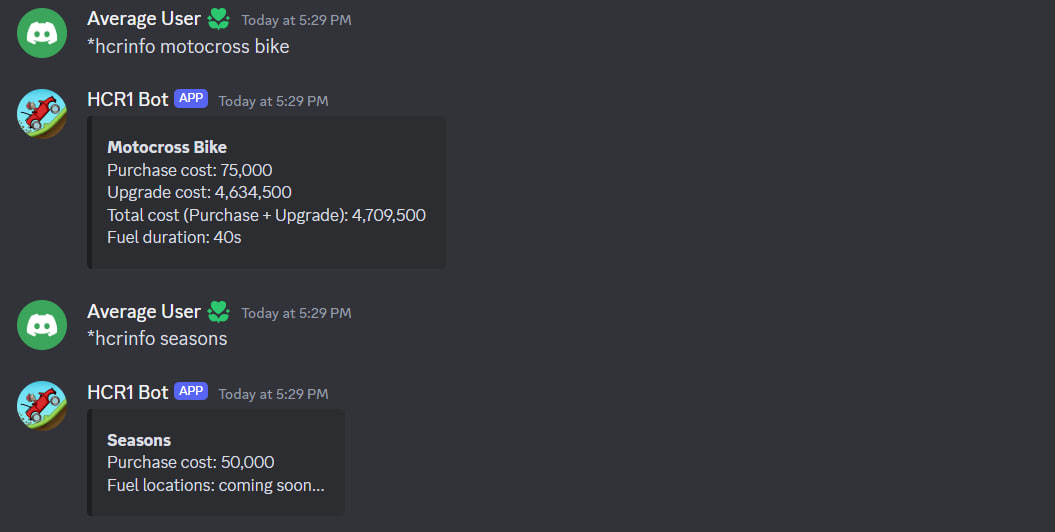 Average User Today at 5:29 PM
*hcrinfo motocross bike
HCR1 Bot APP Today at 5:29 PM
Motocross Bike
Purchase cost: 75,000
Upgrade cost: 4,634,500
Total cost (Purchase + Upgrade): 4,709,500
Fuel duration: 40s
Average User Today at 5:29 PM
*hcrinfo seasons
HCR1 Bot APP Today at 5:29 PM
Seasons
Purchase cost: 50,000
Fuel locations: coming soon...